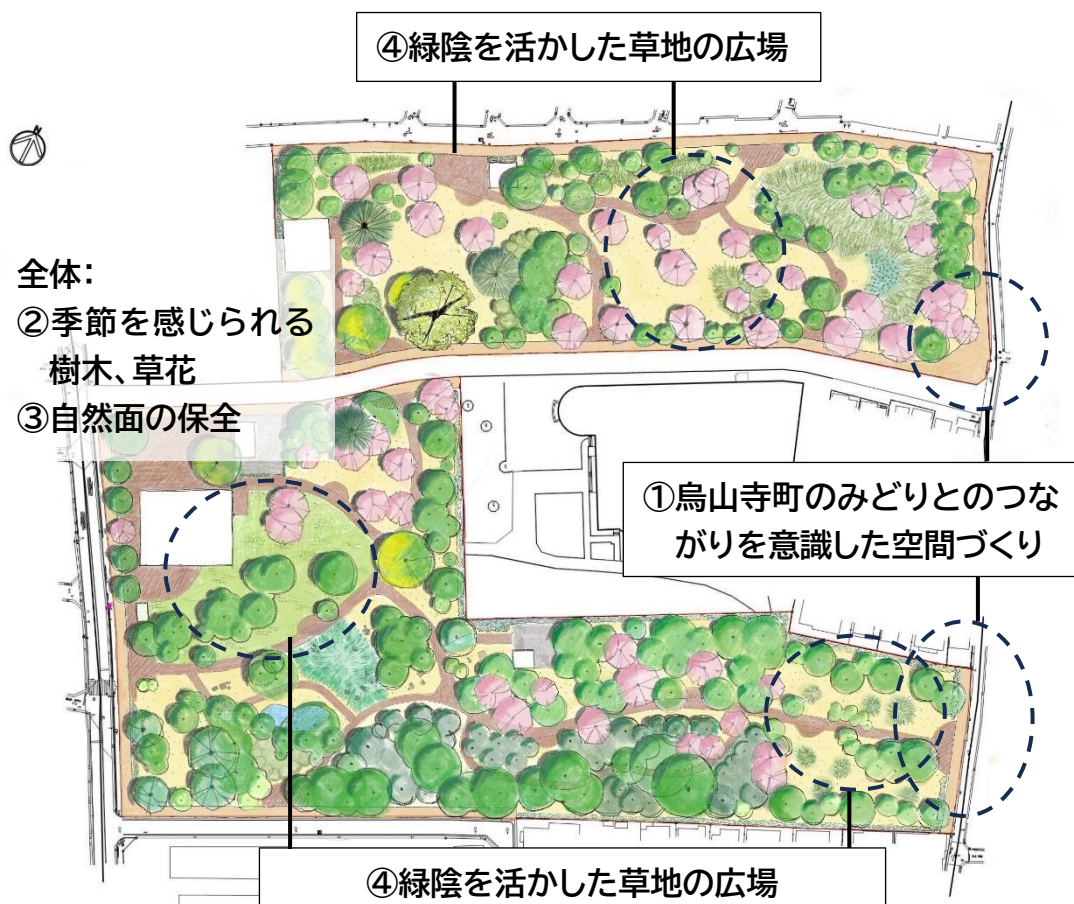 ④緑陰を活かした草地の広場
全体：
②季節を感じられる
樹木、草花
③自然面の保全
①烏山寺町のみどりとのつな
がりを意識した空間づくり
④緑陰を活かした草地の広場